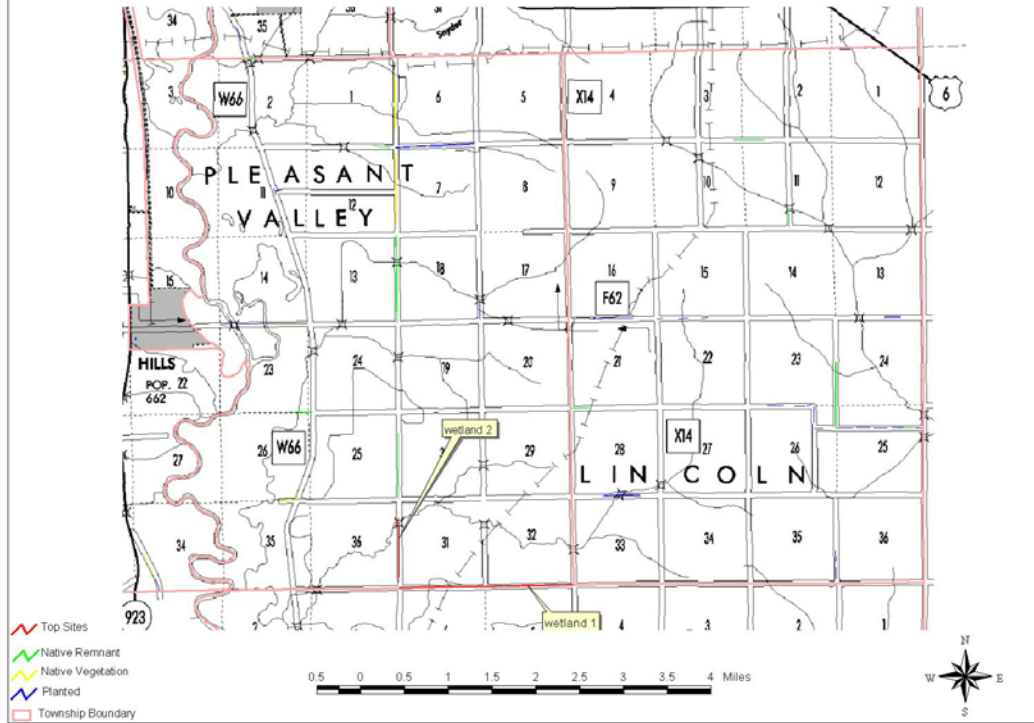 34 35 36 31
Snyder
3 W66 2 1 6 5 X14 4 3 2 1 6
PLEASANT
10 11 7 8 9 10 11 12
VALLEY 12
15 14 13 18 17 16 15 14 13
F62
HILLS
POP.
662
22 23 24 19 20 21 22 23 24
wetland 2
W66 X14
27 26 25 29 28 27 26 25
LINCOLN
34 35 36 31 32 33 34 35 36
923
wetland 1
4 3 2 1
Top Sites
Native Remnant
Native Vegetation
Planted
Township Boundary
0.5 0 0.5 1 1.5 2 2.5 3 3.5 4 Miles
N
W E
S